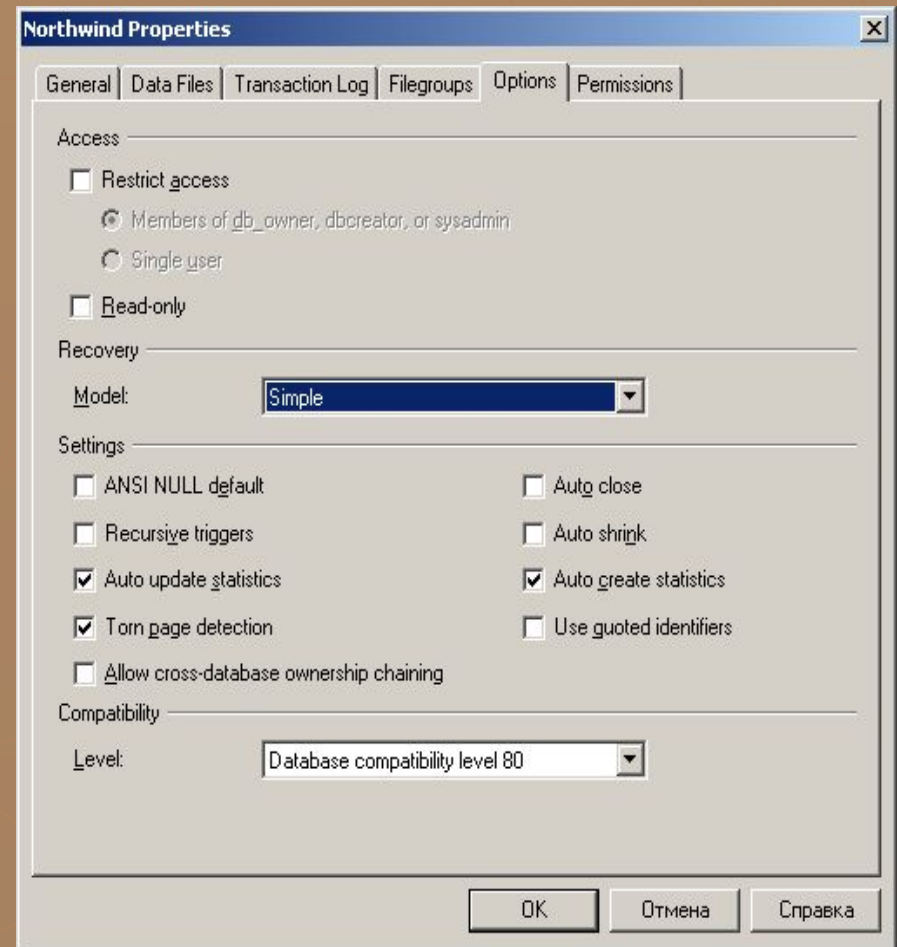 Northwind Properties
General Data Files Transaction Log Filegroups Options Permissions
Access
Restrict access
Members of db_owner, dbcreator, or sysadmin
Single user
Read-only
Recovery
Model: Simple
Settings
ANSI NULL default Auto close
Recursive triggers Auto shrink
Auto update statistics Auto create statistics
Torn page detection Use quoted identifiers
Allow cross-database ownership chaining
Compatibility
Level: Database compatibility level 80
OK Отмена Справка